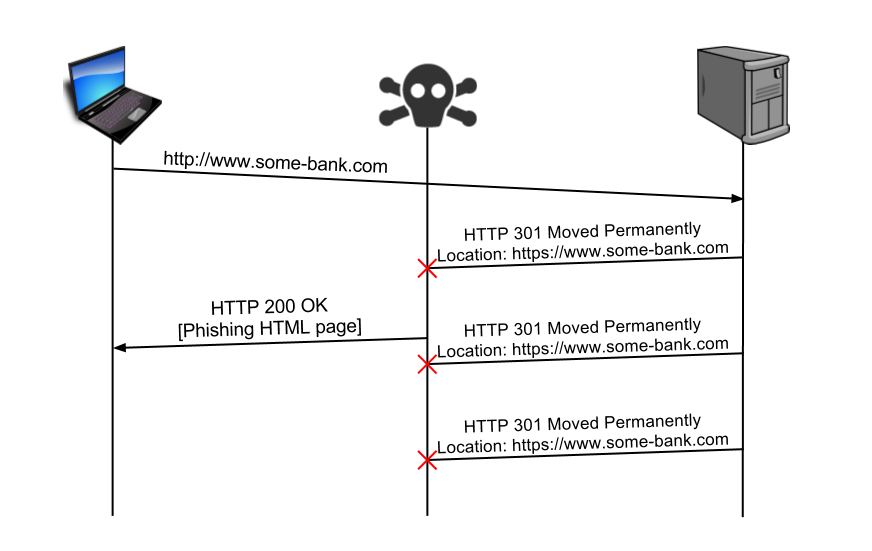 http://www.some-bank.com
HTTP 301 Moved Permanently
Location: https://www.some-bank.com
HTTP 200 OK
[Phishing HTML page]
HTTP 301 Moved Permanently
Location: https://www.some-bank.com
HTTP 301 Moved Permanently
Location: https://www.some-bank.com